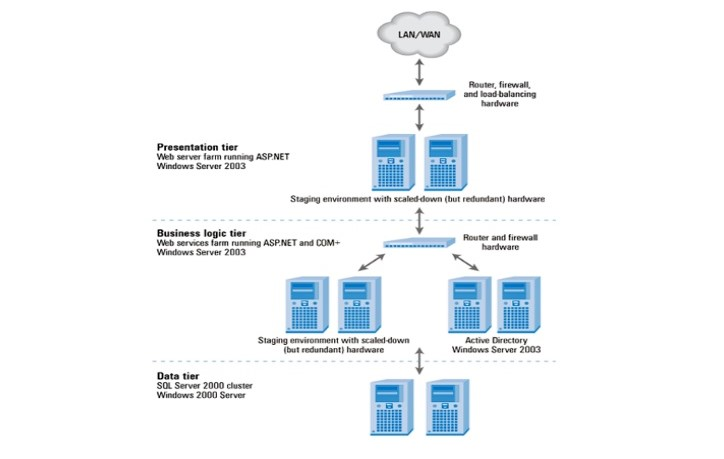 LAN/WAN
Router, firewall,
and load-balancing
hardware
Presentation tier
Web server farm running ASP.NET
Windows Server 2003
Staging environment with scaled-down (but redundant) hardware
Business logic tier
Web services farm running ASP.NET and COM+
Windows Server 2003
Router and firewall
hardware
Staging environment with scaled-down
(but redundant) hardware
Active Directory
Windows Server 2003
Data tier
SQL Server 2000 cluster
Windows 2000 Server